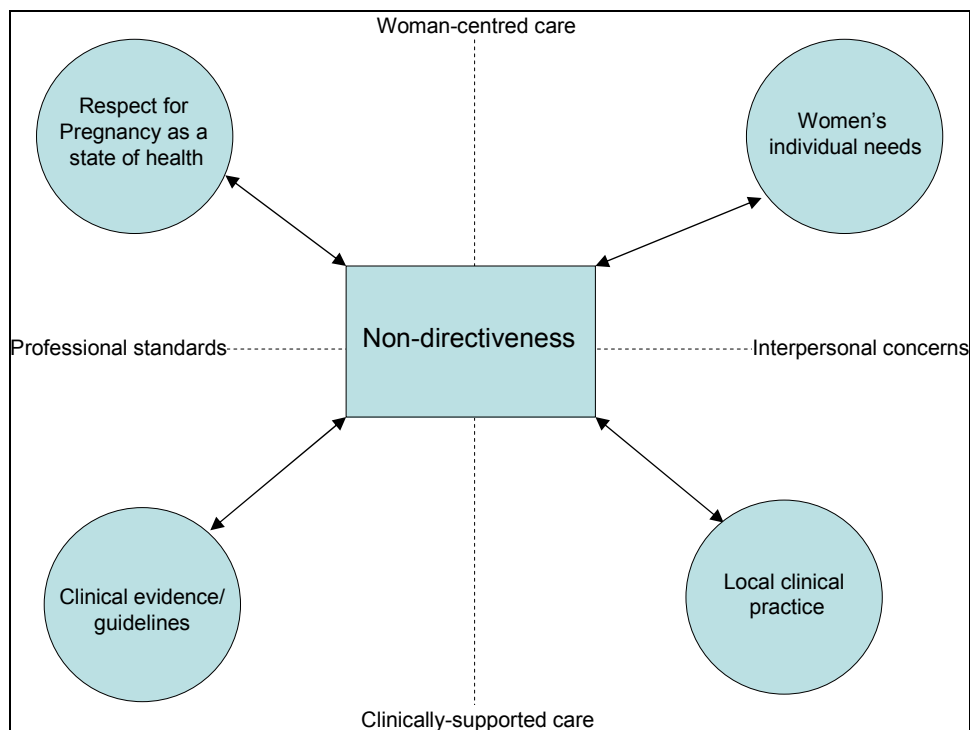 Woman-centred care
Respect for
Pregnancy as a
state of health
Women's
individual needs
Non-directiveness
Professional standards
Interpersonal concerns
Clinical evidence/
guidelines
Local clinical
practice
Clinically-supported care